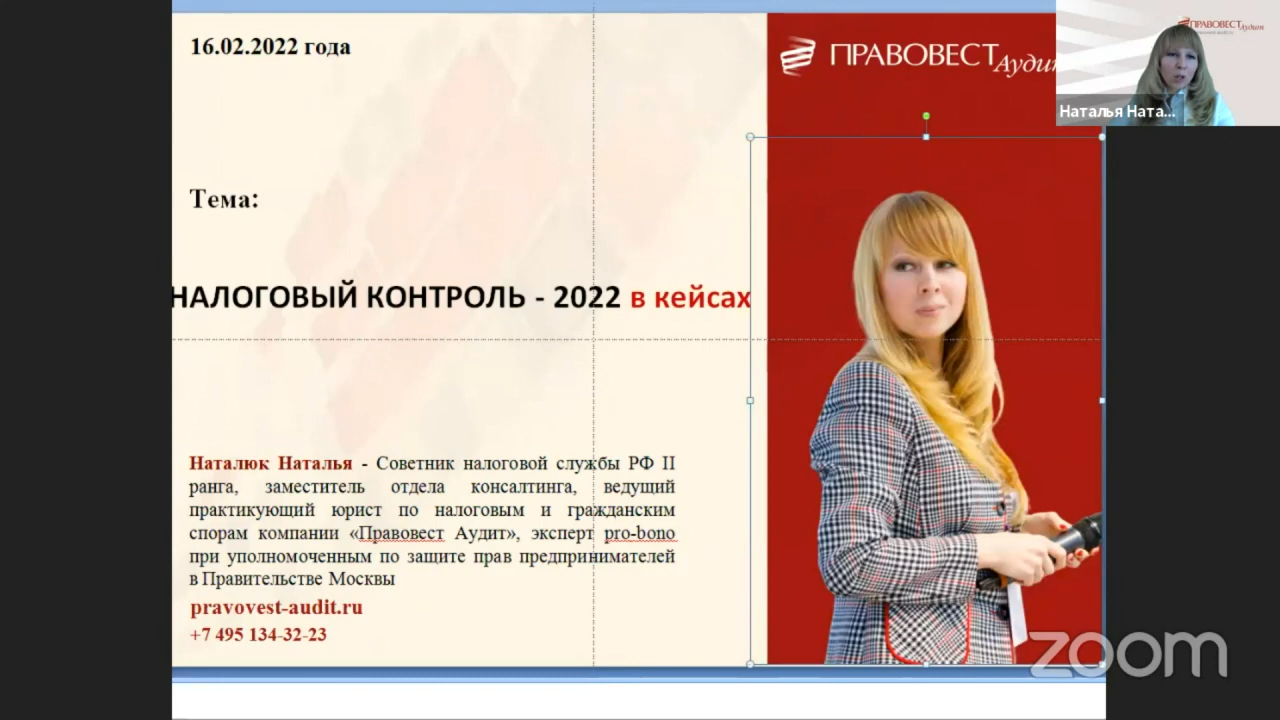 16.02.2022 года
ПРАВОВЕСТ Аудит
ПРАВОВЕСТ Аудит
Наталья Ната...
Тема:
НАЛОГОВЫЙ КОНТРОЛЬ - 2022 в кейсах
Наталюк Наталья - Советник налоговой службы РФ II
ранга, заместитель отдела консалтинга, ведущий
практикующий юрист по налоговым и гражданским
спорам компании «Правовест Аудит», эксперт pro-bono
при уполномоченным по защите прав предпринимателей
в Правительстве Москвы
pravovest-audit.ru
+7 495 134-32-23
zoom